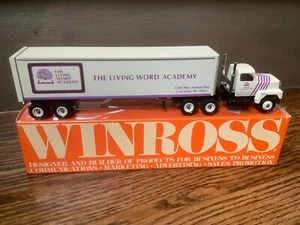 THE
LIVING
WORD
ACADEMY
THE LIVING WORD ACADEMY
WINROSS
DESIGNER AND BUILDER OF PRODUCTS FOR BUSINESS TO BUSINESS
COMMUNICATIONS • MARKETING • ADVERTISING • SALES PROMOTION